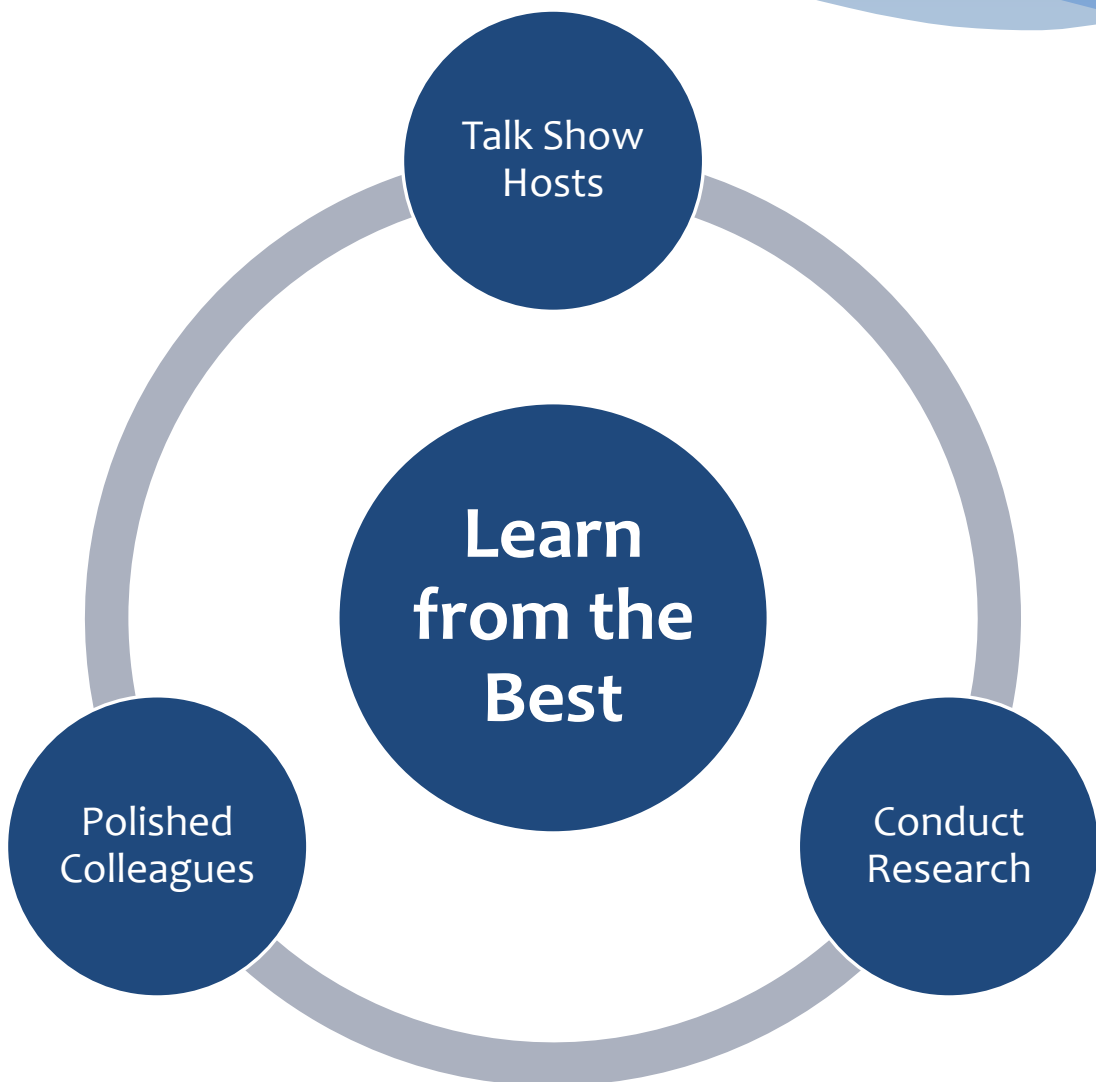 Talk Show
Hosts
Learn
from the
Best
Polished
Colleagues
Conduct
Research